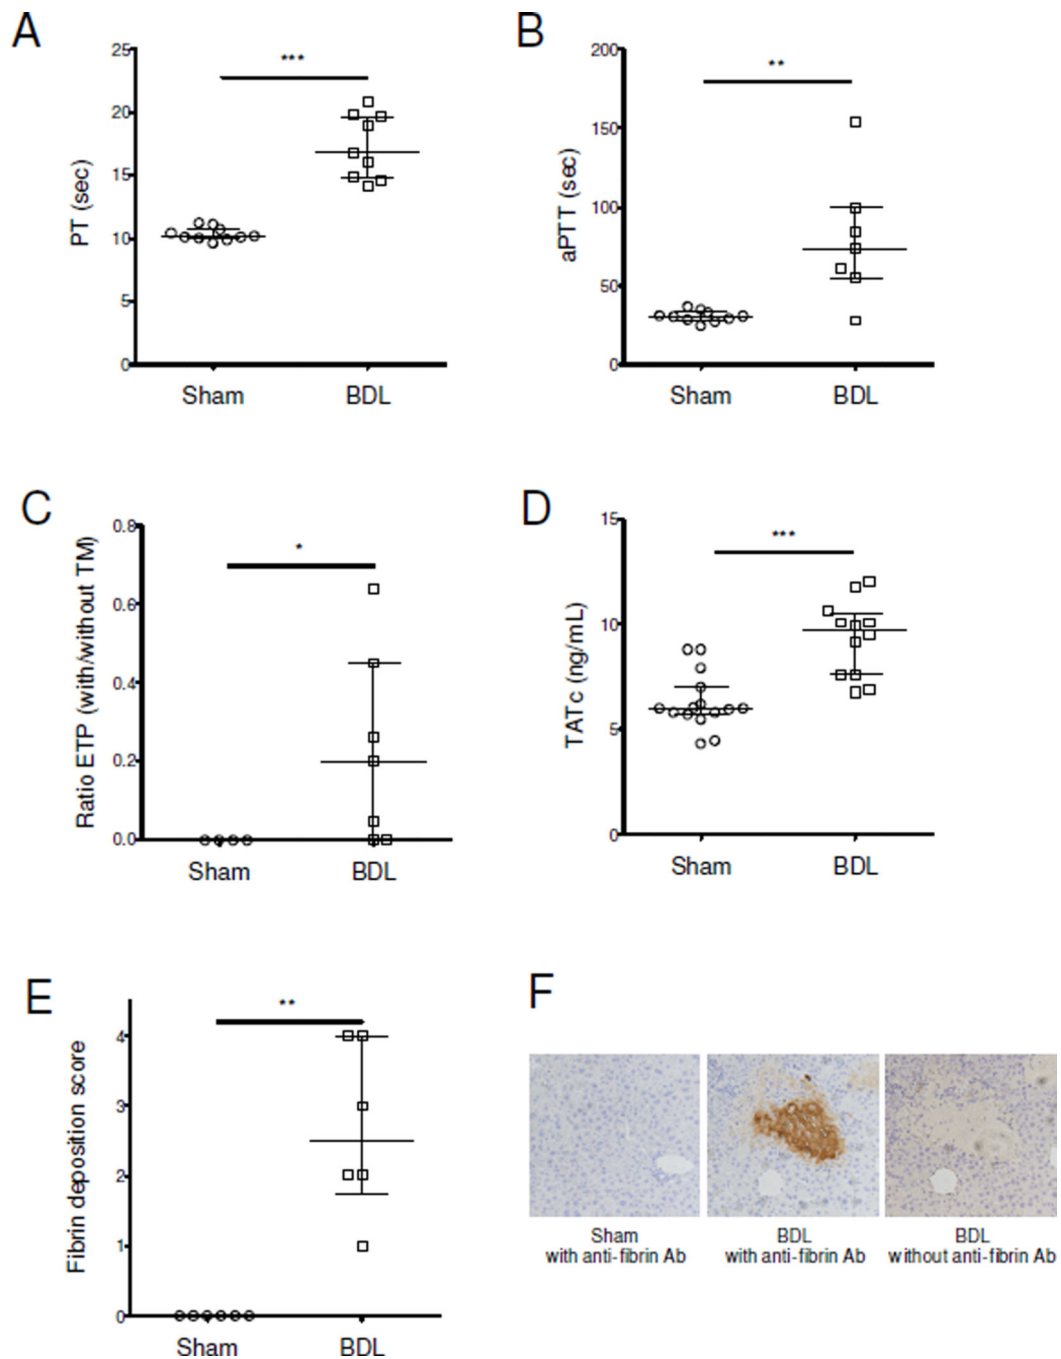 A
PT (sec)
25
20
15
10
5
0
***
Sham
BDL
B
aPTT (sec)
200
150
100
50
0
**
Sham
BDL
C
Ratio ETP (with/without TM)
0.8
0.6
0.4
0.2
0.0
*
Sham
BDL
D
TATc (ng/mL)
15
10
5
0
***
Sham
BDL
E
Fibrin deposition score
4
3
2
1
0
**
Sham
BDL
F
Sham
with anti-fibrin Ab
BDL
with anti-fibrin Ab
BDL
without anti-fibrin Ab